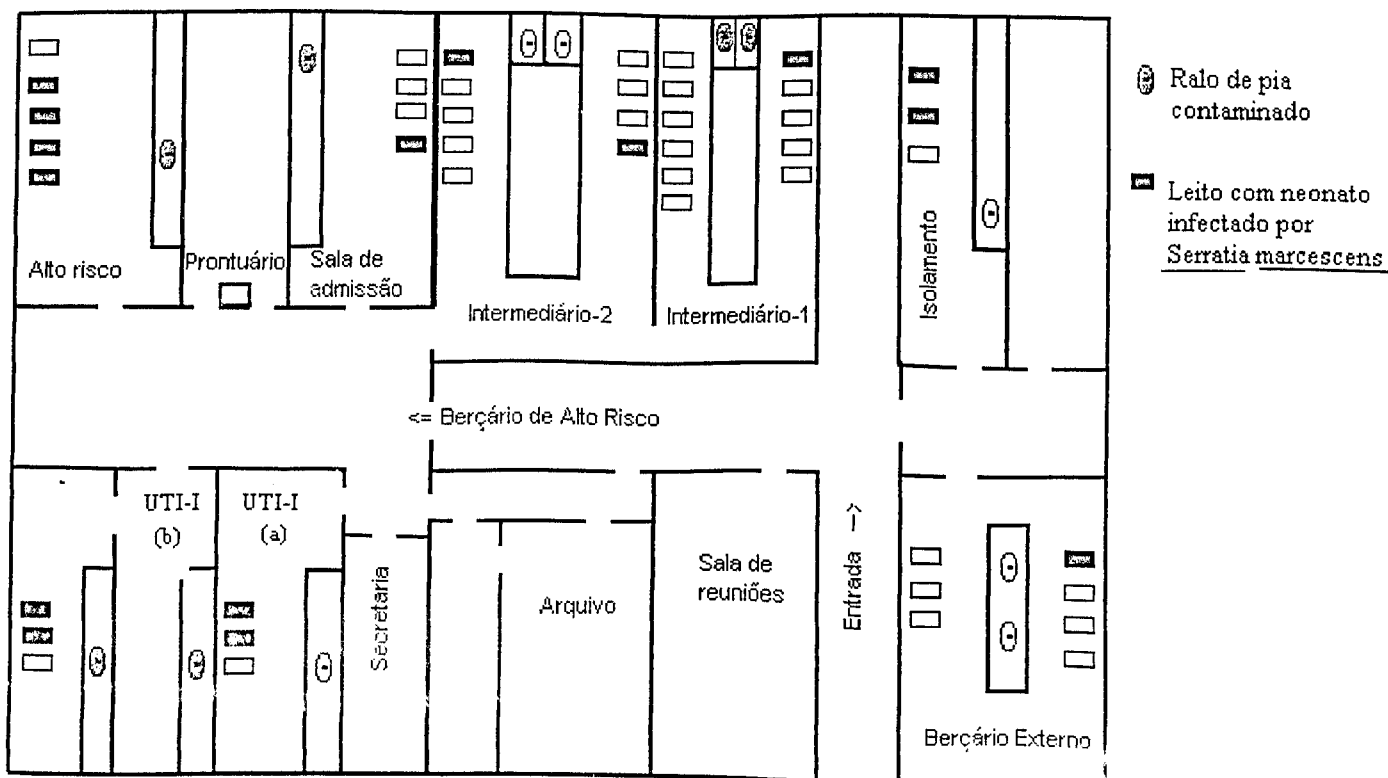 Alto risco
Prontuário
Sala de
admissão
Intermediário-2
Intermediário-1
Isolamento
Ralo de pia
contaminado
Leito com neonato
infectado por
Serratia marcescens
<= Berçário de Alto Risco
UTI-I
(b)
UTI-I
(a)
Secretaria
Arquivo
Sala de
reuniões
Entrada -->
Berçário Externo